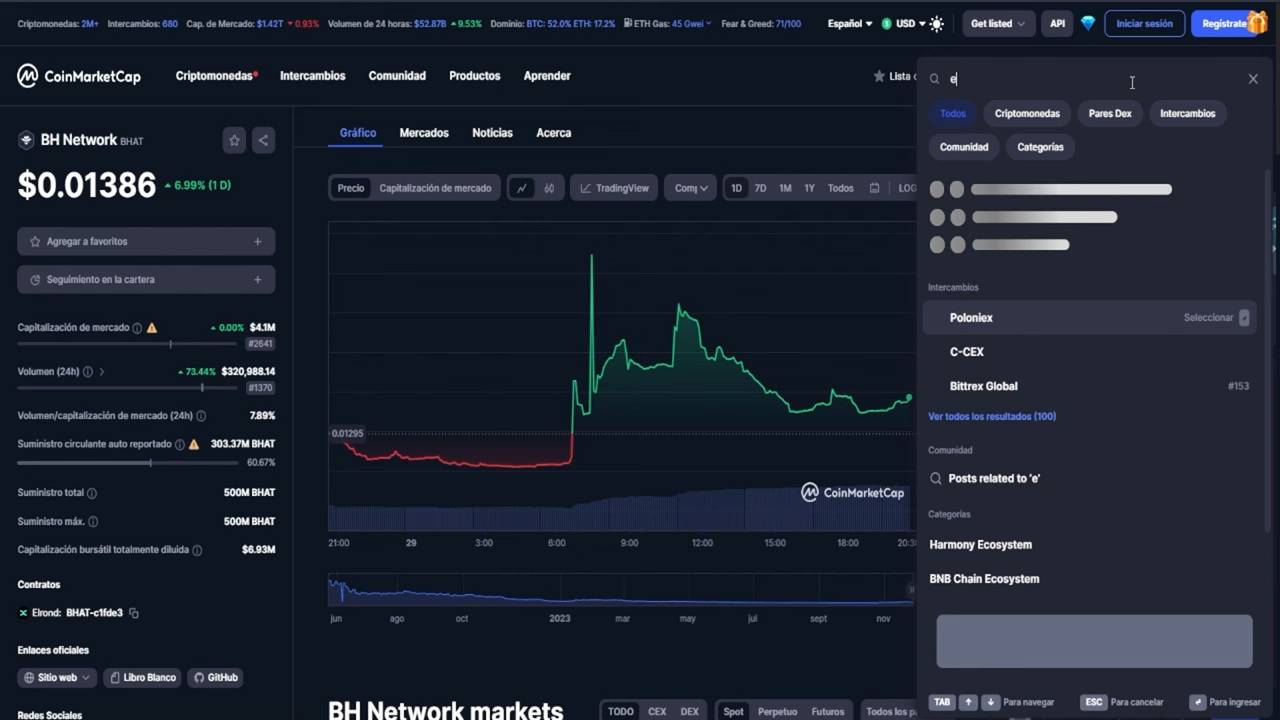 Criptomonedas: 2M+ Intercambios: 680 Cap. de Mercado: $1.42T 0.93% Volumen de 24 horas: $52.87B 9.53% Dominio: BTC: 52.0% ETH: 17.2% ETH Gas: 45 Gwei Fear & Greed: 71/100 Español USD Get listed API Iniciar sesión Regístrate
CoinMarketCap Criptomonedas Intercambios Comunidad Productos Aprender Lista
e
Todos Criptomonedas Pares Dex Intercambios
Comunidad Categorías
BH Network BHAT
$0.01386 6.99% (1 D)
Agregar a favoritos +
Seguimiento en la cartera +
Capitalización de mercado 0.00% $4.1M
#2641
Volumen (24h) 73.44% $320,988.14
#1370
Volumen/capitalización de mercado (24h) 7.89%
Suministro circulante auto reportado 303.37M BHAT
60.67%
Suministro total 500M BHAT
Suministro máx. 500M BHAT
Capitalización bursátil totalmente diluida $6.93M
Contratos
Elrond: BHAT-c1fde3
Enlaces oficiales
Sitio web Libro Blanco GitHub
Redes Sociales
Gráfico Mercados Noticias Acerca
Precio Capitalización de mercado TradingView Comp 1D 7D 1M 1Y Todos LOG
0.01295
CoinMarketCap
21:00 29 3:00 6:00 9:00 12:00 15:00 18:00 20:3
jun ago oct 2023 mar may jul sept nov
BH Network markets TODO CEX DEX Spot Perpetuo Futuros Todos los pa
Intercambios
Poloniex Seleccionar
C-CEX
Bittrex Global #153
Ver todos los resultados (100)
Comunidad
Posts related to 'e'
Categorías
Harmony Ecosystem
BNB Chain Ecosystem
TAB Para navegar ESC Para cancelar Para ingresar